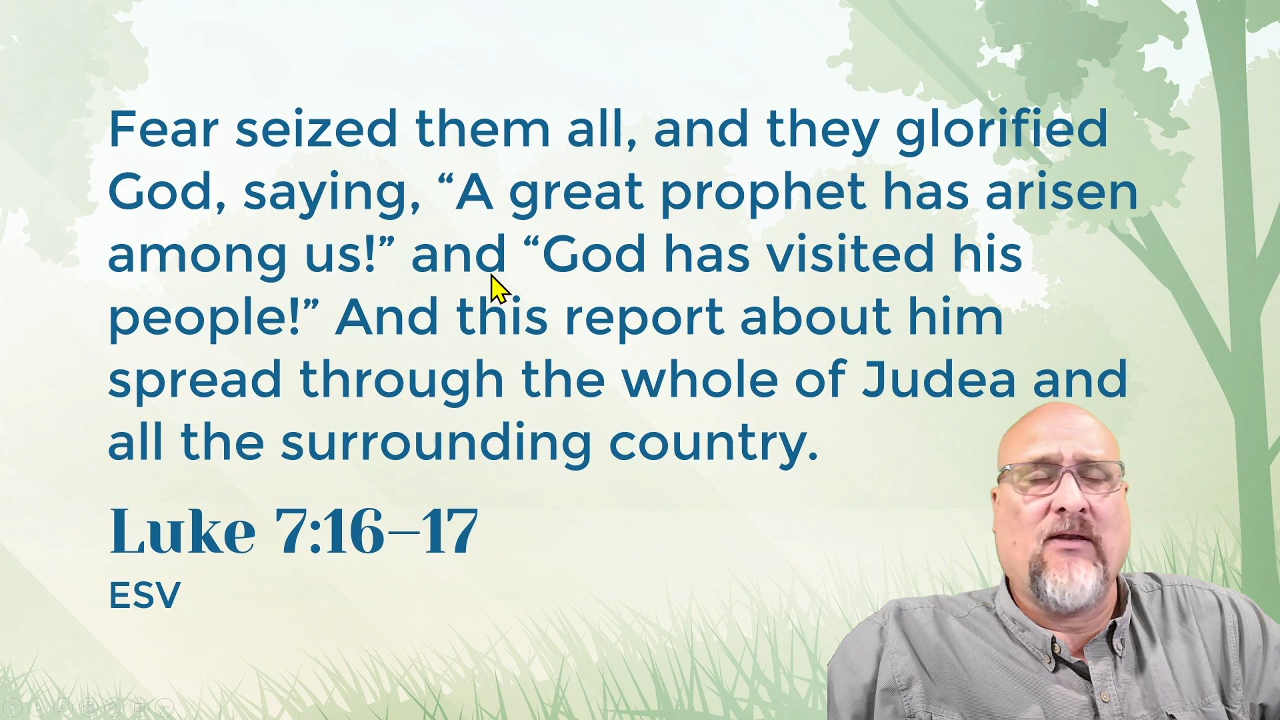 Fear seized them all, and they glorified
God, saying, “A great prophet has arisen
among us!” and “God has visited his
people!” And this report about him
spread through the whole of Judea and
all the surrounding country.
Luke 7:16–17
ESV